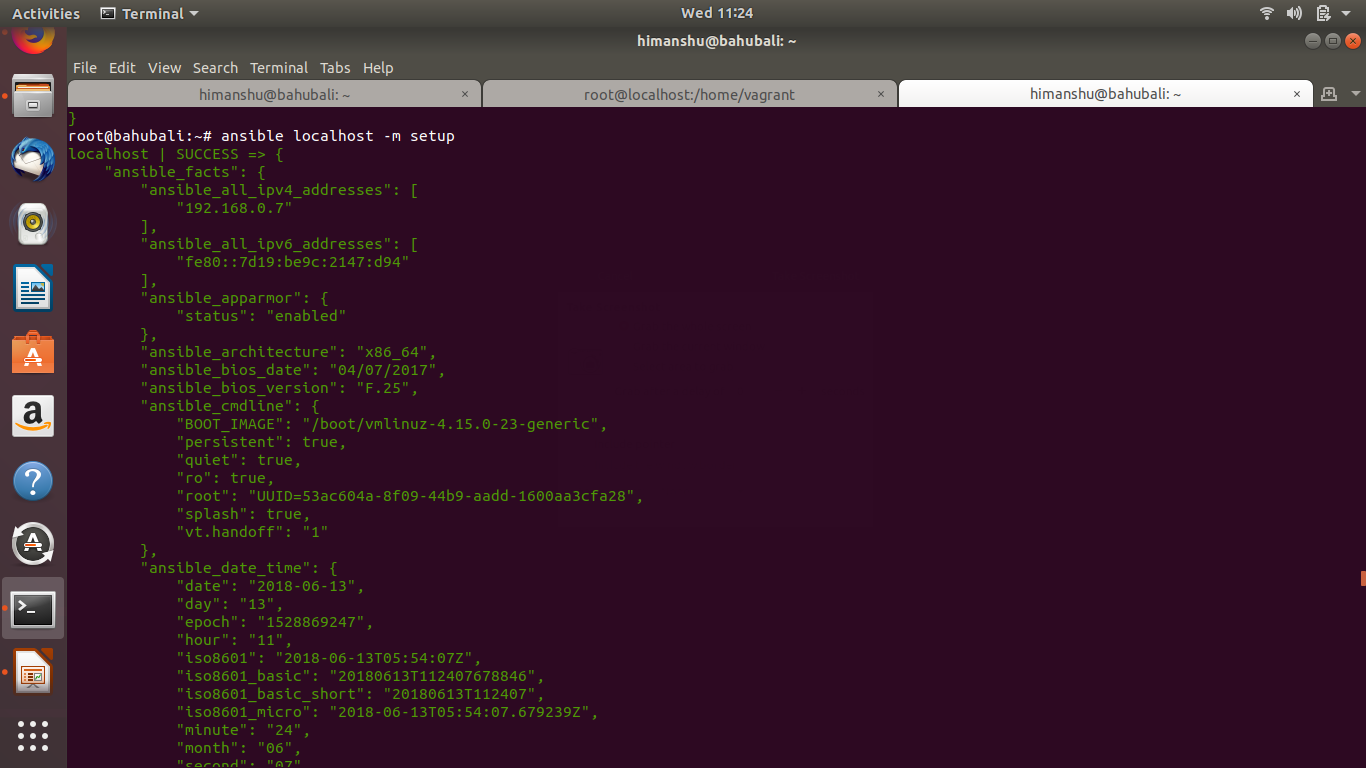 Activities
Terminal
Wed 11:24
himanshu@bahubali: ~
File Edit View Search Terminal Tabs Help
himanshu@bahubali: ~ ×
root@localhost:/home/vagrant ×
himanshu@bahubali: ~ ×
}
root@bahubali:~# ansible localhost -m setup
localhost | SUCCESS => {
    "ansible_facts": {
        "ansible_all_ipv4_addresses": [
            "192.168.0.7"
        ],
        "ansible_all_ipv6_addresses": [
            "fe80::7d19:be9c:2147:d94"
        ],
        "ansible_apparmor": {
            "status": "enabled"
        },
        "ansible_architecture": "x86_64",
        "ansible_bios_date": "04/07/2017",
        "ansible_bios_version": "F.25",
        "ansible_cmdline": {
            "BOOT_IMAGE": "/boot/vmlinuz-4.15.0-23-generic",
            "persistent": true,
            "quiet": true,
            "ro": true,
            "root": "UUID=53ac604a-8f09-44b9-aadd-1600aa3cfa28",
            "splash": true,
            "vt.handoff": "1"
        },
        "ansible_date_time": {
            "date": "2018-06-13",
            "day": "13",
            "epoch": "1528869247",
            "hour": "11",
            "iso8601": "2018-06-13T05:54:07Z",
            "iso8601_basic": "20180613T112407678846",
            "iso8601_basic_short": "20180613T112407",
            "iso8601_micro": "2018-06-13T05:54:07.679239Z",
            "minute": "24",
            "month": "06",
            "second": "07"